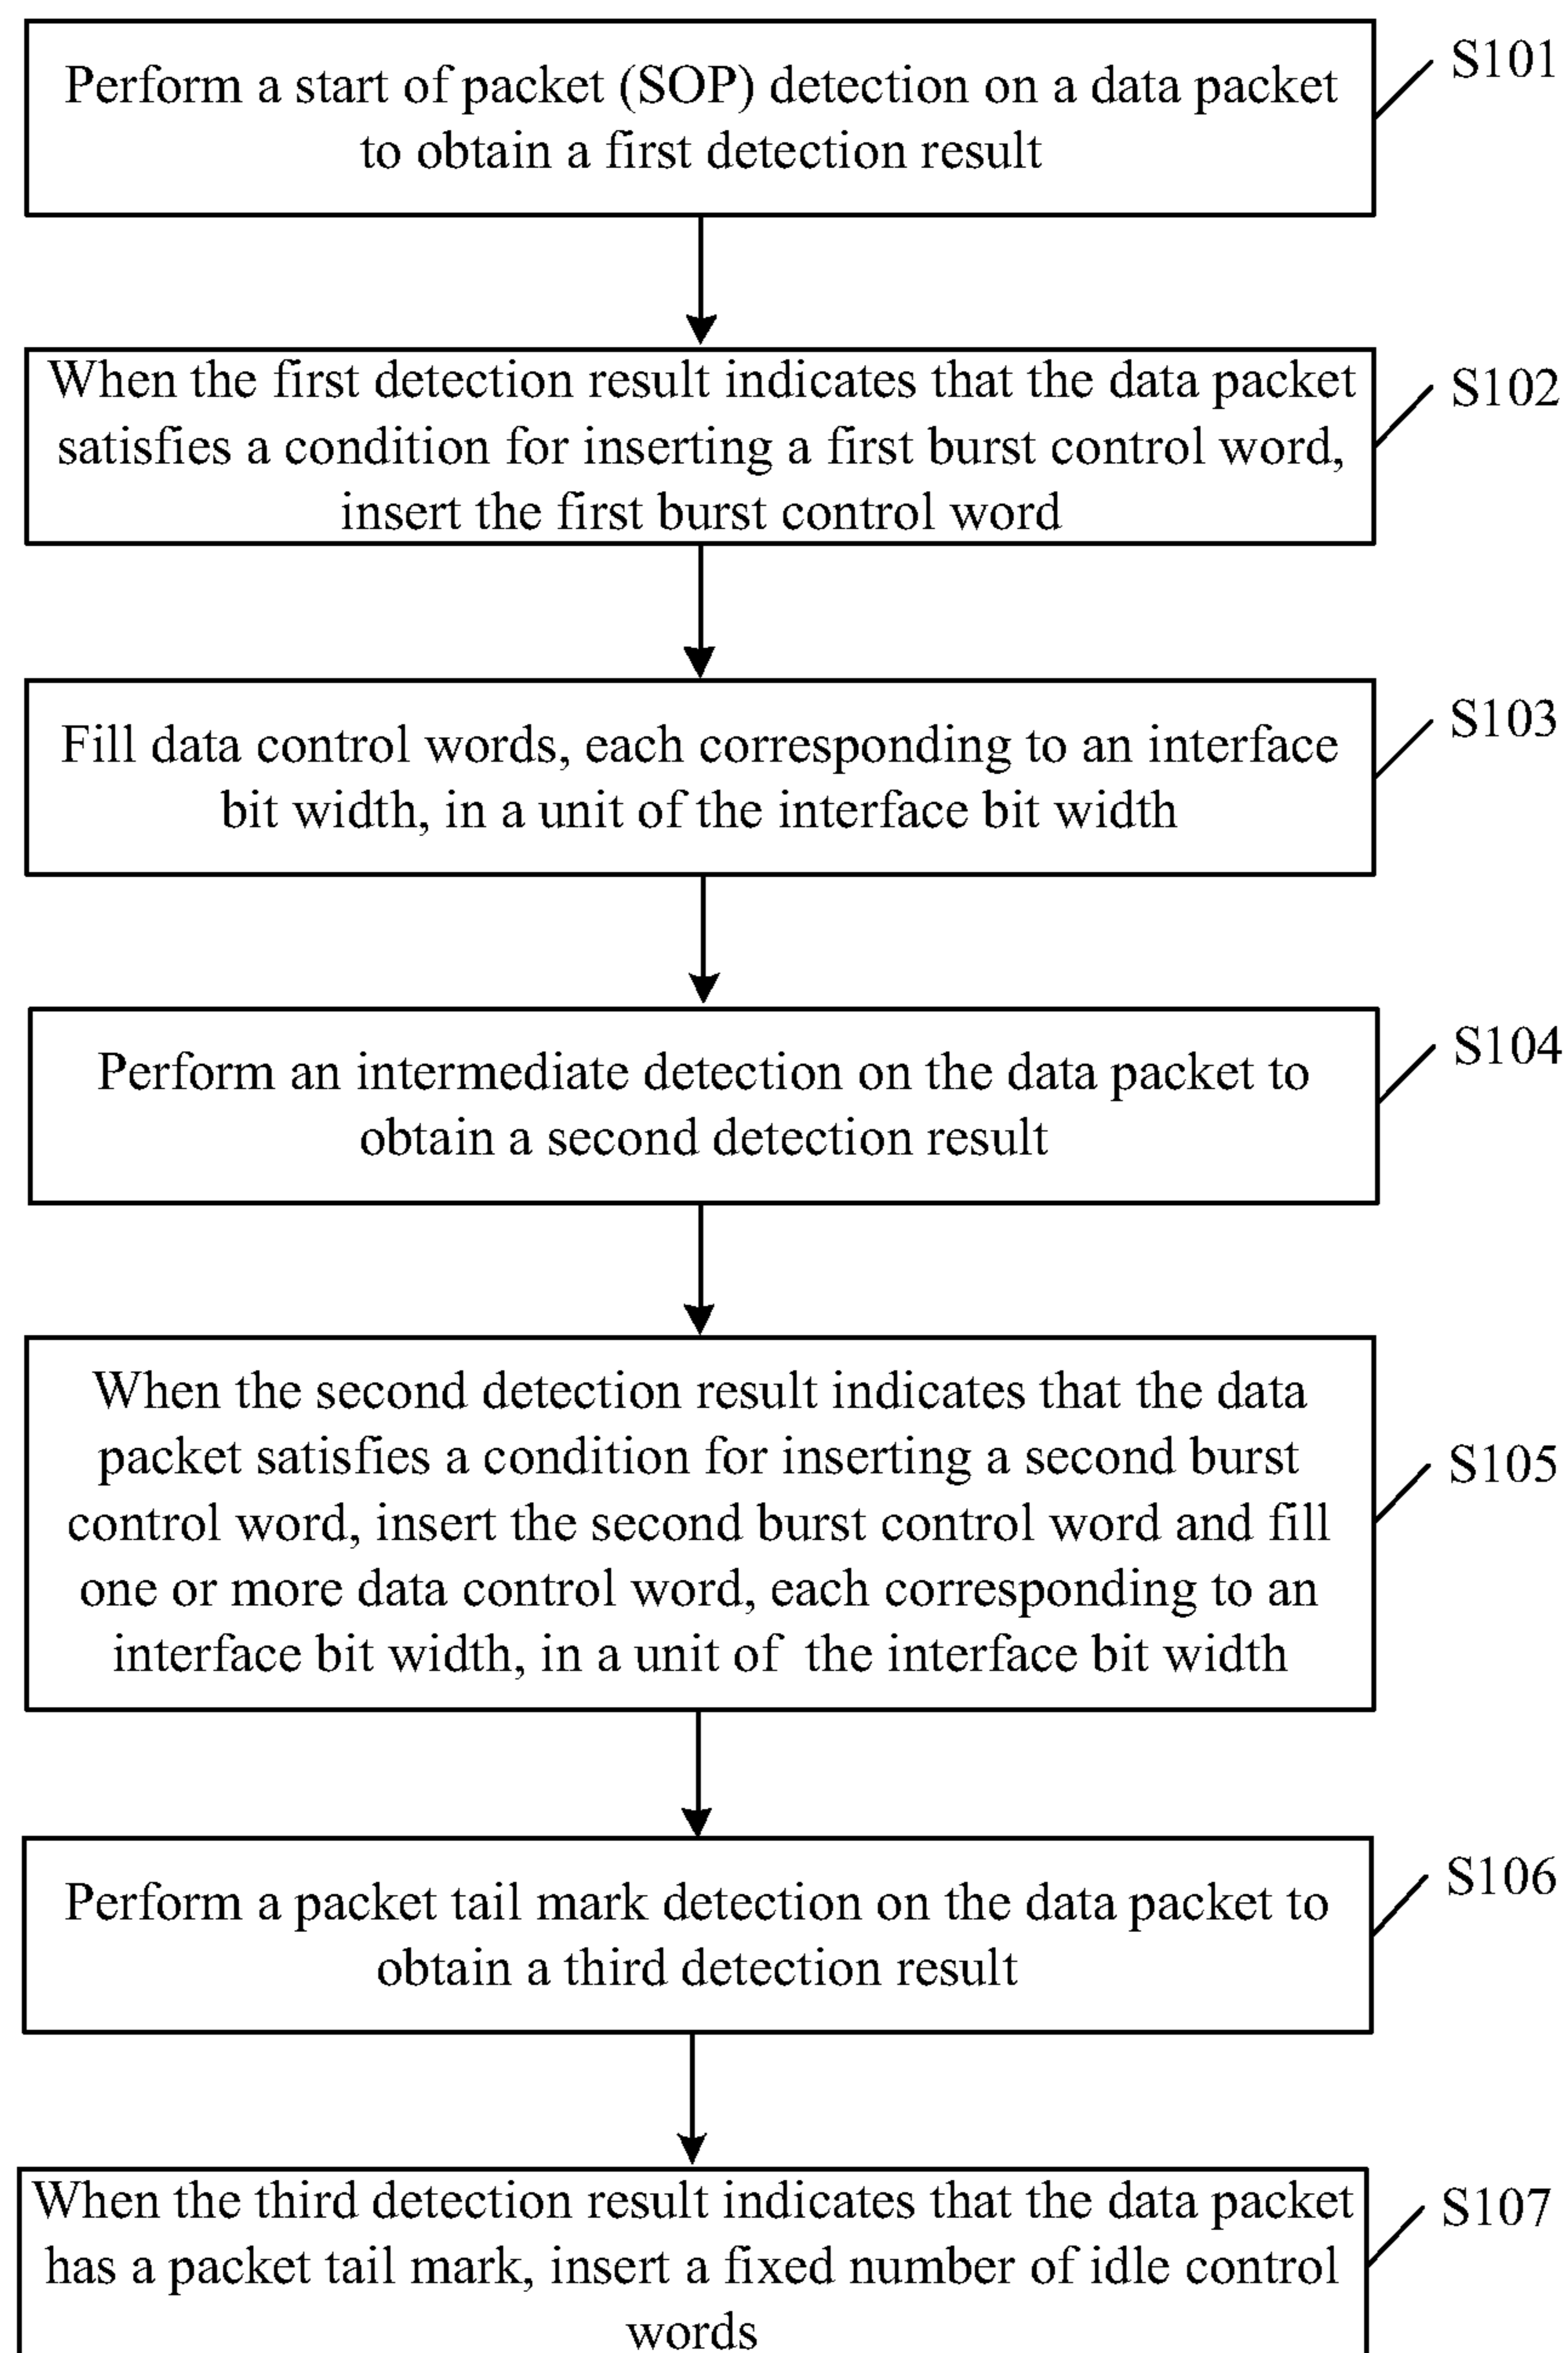 Perform a start of packet (SOP) detection on a data packet
to obtain a first detection result
S101
When the first detection result indicates that the data packet
satisfies a condition for inserting a first burst control word,
insert the first burst control word
S102
Fill data control words, each corresponding to an interface
bit width, in a unit of the interface bit width
S103
Perform an intermediate detection on the data packet to
obtain a second detection result
S104
When the second detection result indicates that the data
packet satisfies a condition for inserting a second burst
control word, insert the second burst control word and fill
one or more data control word, each corresponding to an
interface bit width, in a unit of the interface bit width
S105
Perform a packet tail mark detection on the data packet to
obtain a third detection result
S106
When the third detection result indicates that the data packet
has a packet tail mark, insert a fixed number of idle control
words
S107